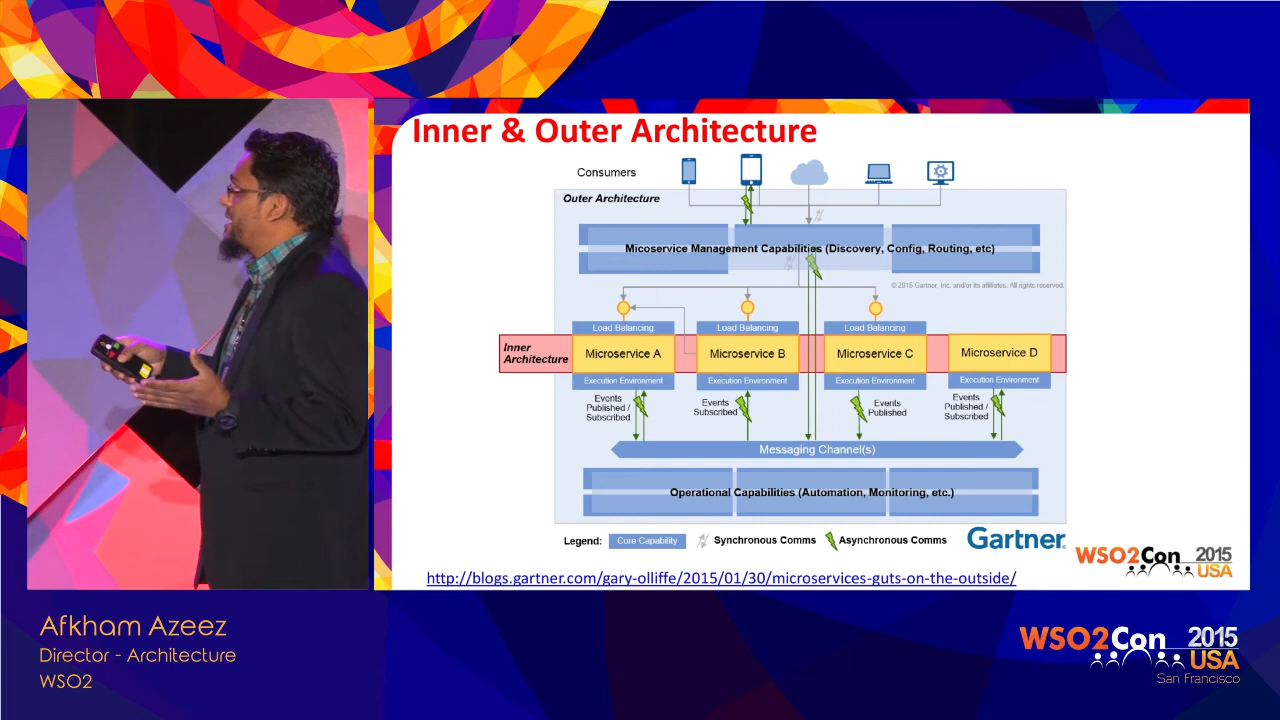 Inner & Outer Architecture
Consumers
Outer Architecture
Micoservice Management Capabilities (Discovery, Config, Routing, etc)
© 2015 Gartner, Inc. and/or its affiliates. All rights reserved.
Load Balancing
Load Balancing
Load Balancing
Inner
Architecture
Microservice A
Microservice B
Microservice C
Microservice D
Execution Environment
Execution Environment
Execution Environment
Execution Environment
Events
Published /
Subscribed
Events
Subscribed
Events
Published
Events
Published /
Subscribed
Messaging Channel(s)
Operational Capabilities (Automation, Monitoring, etc.)
Legend:
Core Capability
Synchronous Comms
Asynchronous Comms
Gartner
WSO2Con 2015
USA
http://blogs.gartner.com/gary-olliffe/2015/01/30/microservices-guts-on-the-outside/
Afkham Azeez
Director - Architecture
WSO2
WSO2Con 2015
USA
San Francisco